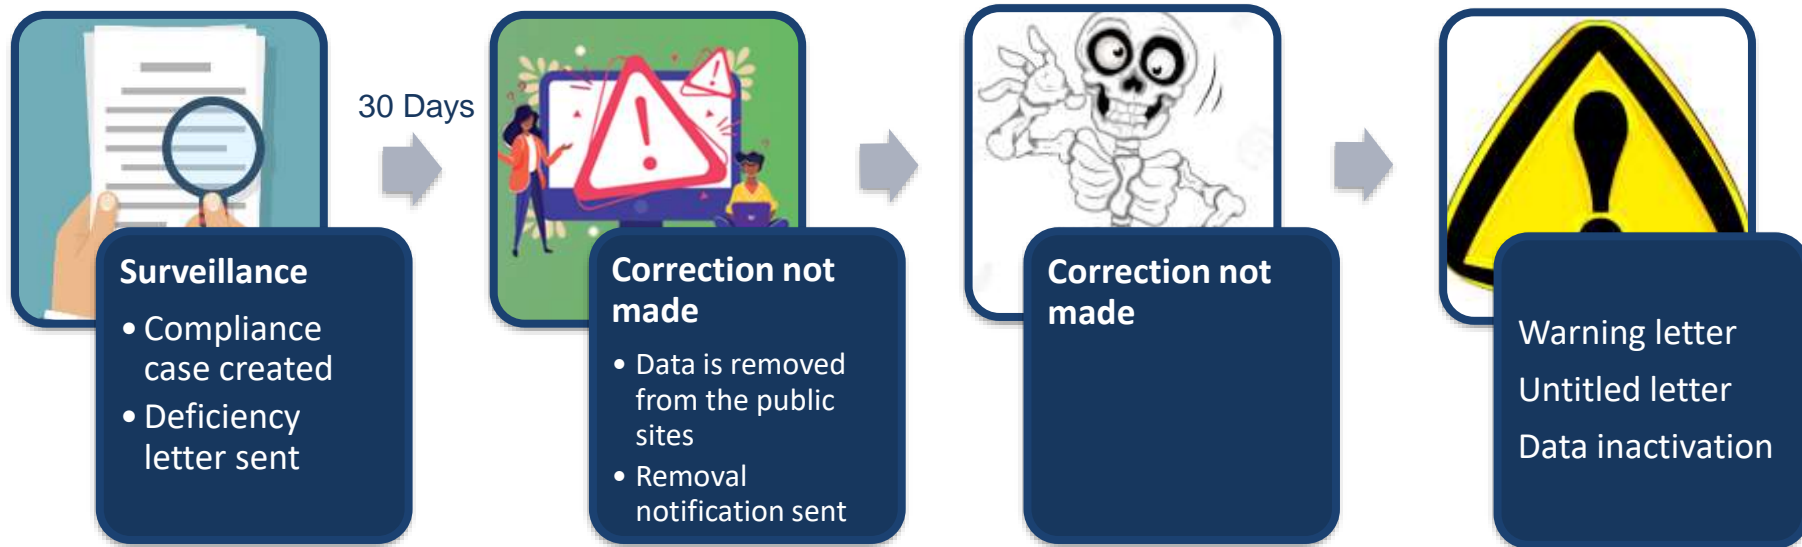 Surveillance
• Compliance
case created
• Deficiency
letter sent
30 Days
Correction not
made
• Data is removed
from the public
sites
• Removal
notification sent
Correction not
made
Warning letter
Untitled letter
Data inactivation